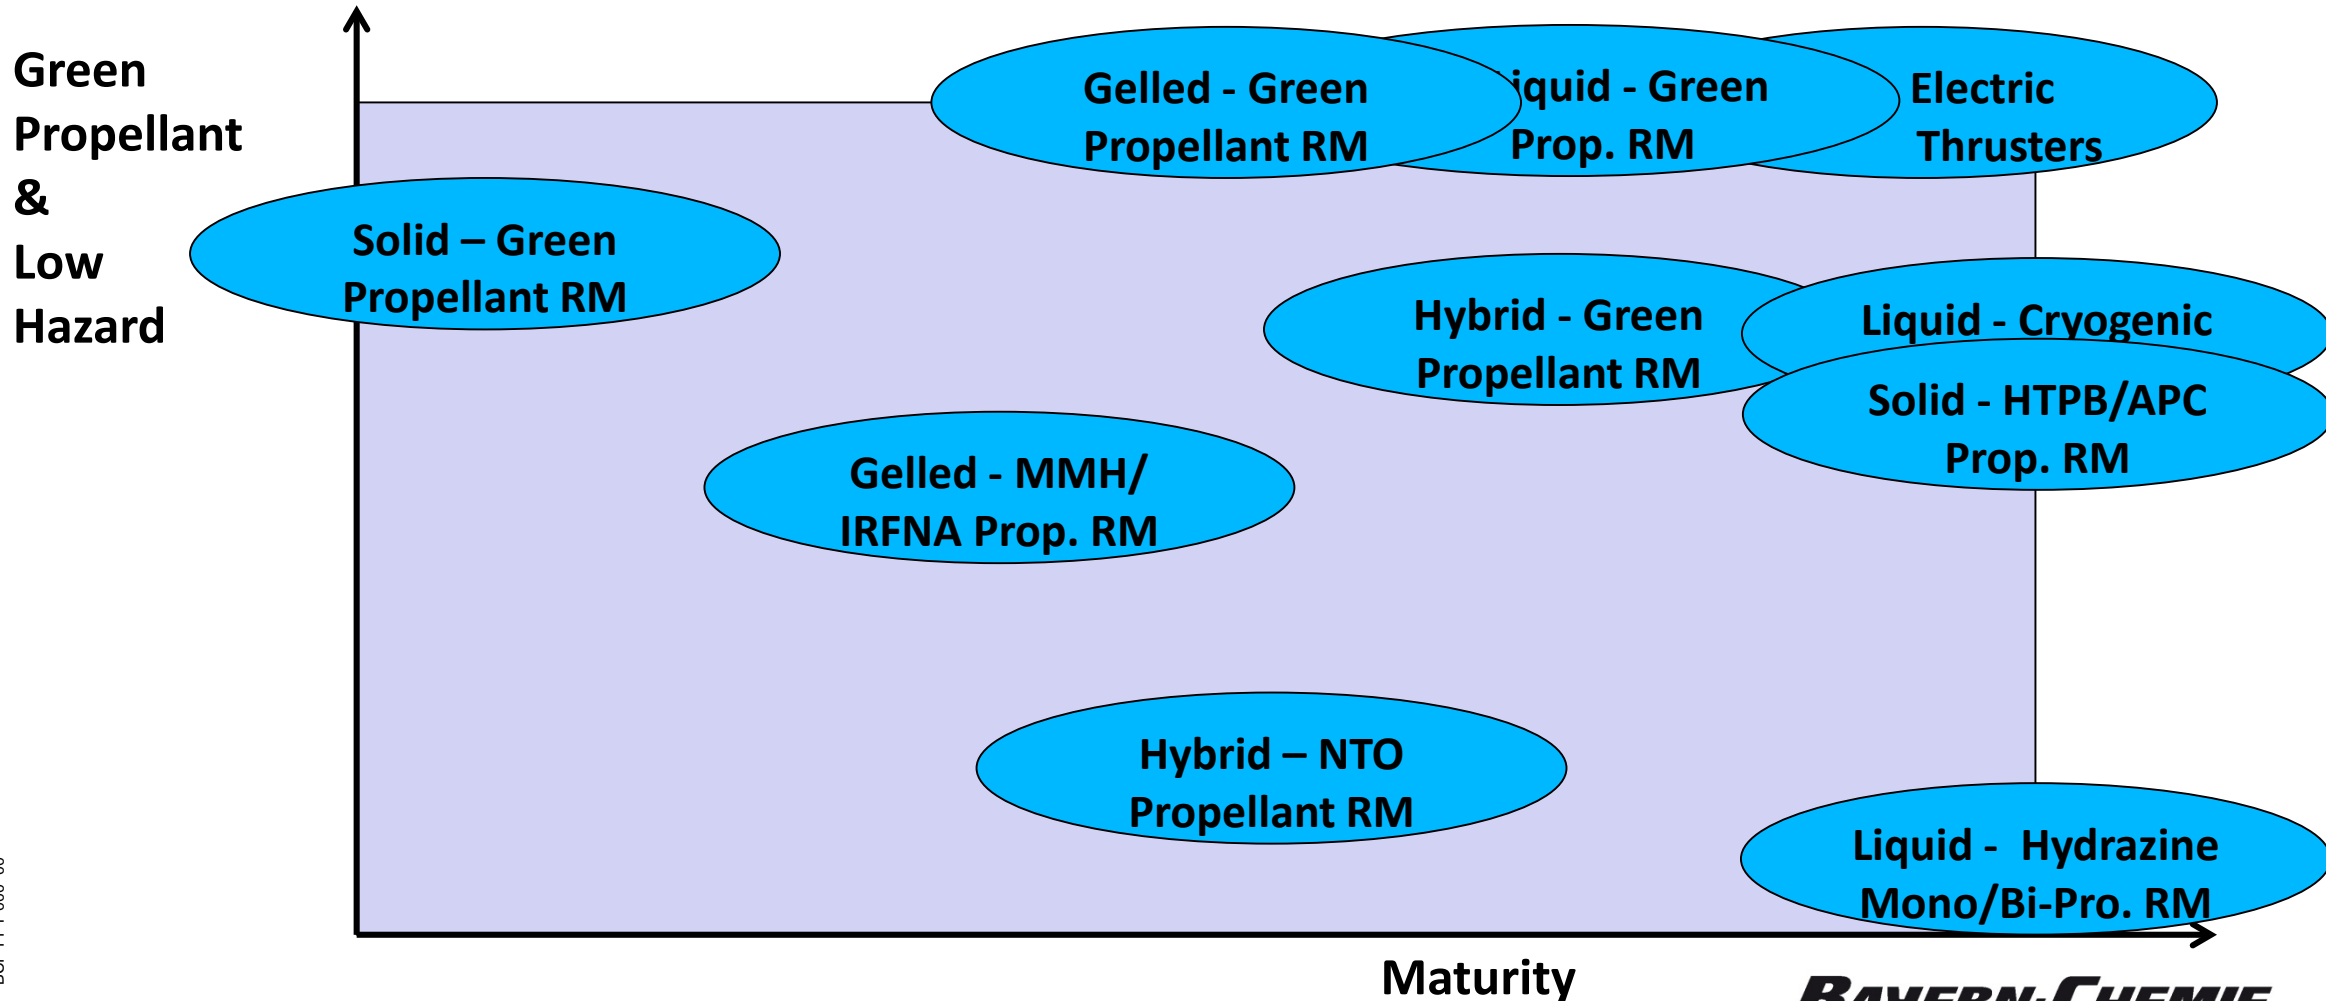 Green
Propellant
&
Low
Hazard
Gelled - Green
Propellant RM
iquid - Green
Prop. RM
Electric
Thrusters
Solid – Green
Propellant RM
Hybrid - Green
Propellant RM
Liquid - Cryogenic
Solid - HTPB/APC
Prop. RM
Gelled - MMH/
IRFNA Prop. RM
Hybrid – NTO
Propellant RM
Liquid -  Hydrazine
Mono/Bi-Pro. RM
Maturity
BAYERN-CHEMIE